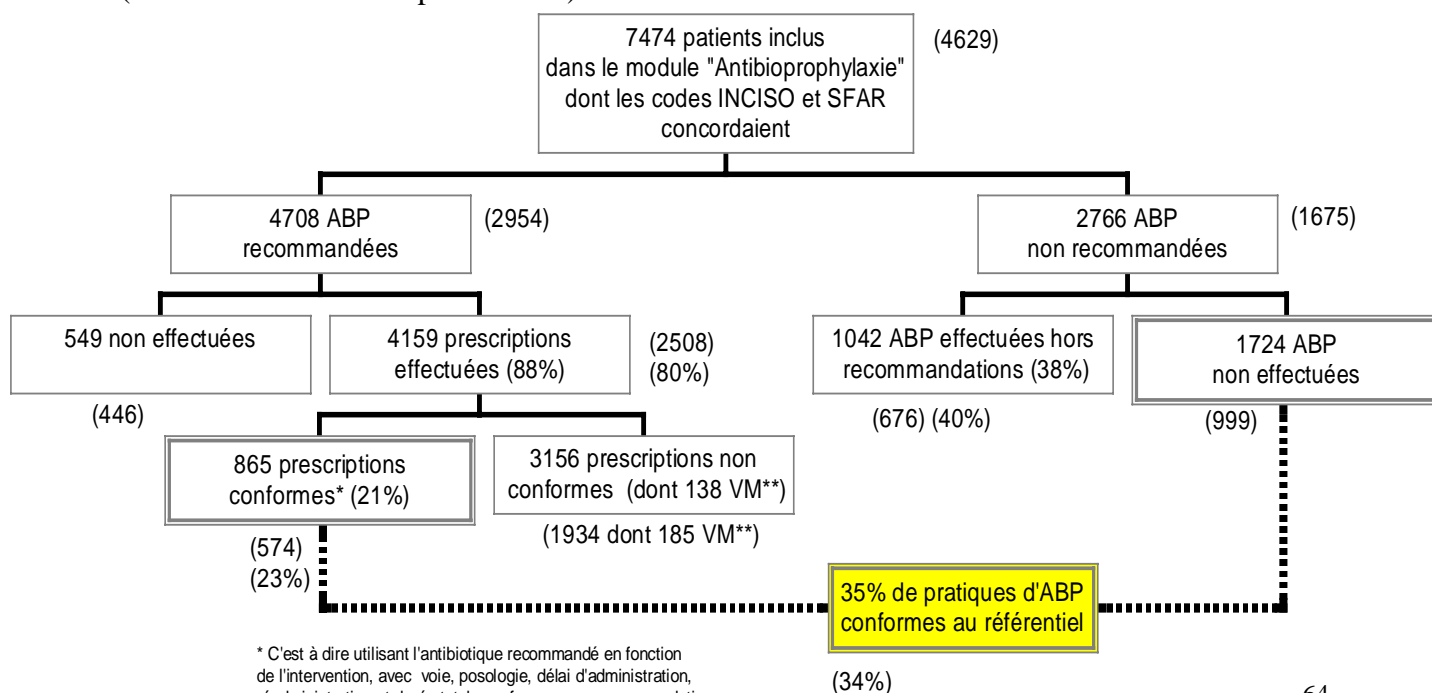 7474 patients inclus
dans le module "Antibioprophylaxie"
dont les codes INCISO et SFAR
concordaient
(4629)
4708 ABP
recommandées
(2954)
2766 ABP
non recommandées
(1675)
549 non effectuées
(446)
4159 prescriptions
effectuées (88%)
(2508)
(80%)
1042 ABP effectuées hors
recommandations (38%)
(676) (40%)
1724 ABP
non effectuées
(999)
865 prescriptions
conformes* (21%)
(574)
(23%)
3156 prescriptions non
conformes (dont 138 VM**)
(1934 dont 185 VM**)
35% de pratiques d'ABP
conformes au référentiel
(34%)
* C'est à dire utilisant l'antibiotique recommandé en fonction
de l'intervention, avec voie, posologie, délai d'administration,